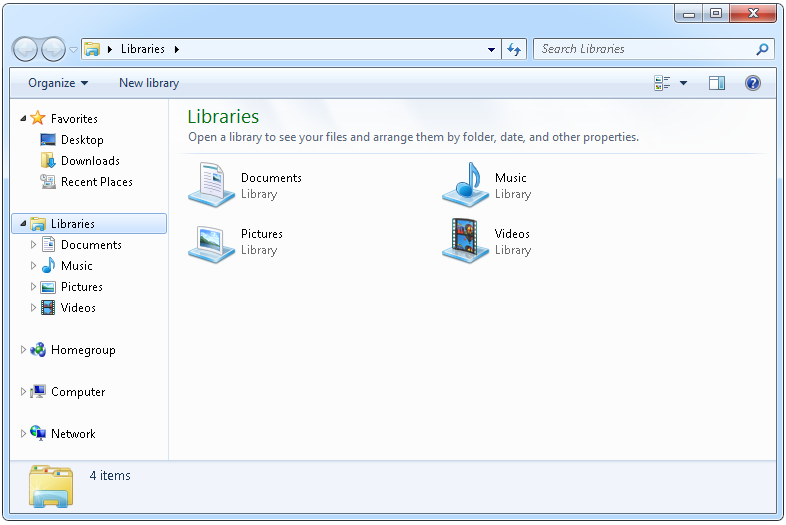 Libraries
Search Libraries
Organize
New library
Favorites
Desktop
Downloads
Recent Places
Libraries
Documents
Music
Pictures
Videos
Homegroup
Computer
Network
Libraries
Open a library to see your files and arrange them by folder, date, and other properties.
Documents
Library
Music
Library
Pictures
Library
Videos
Library
4 items